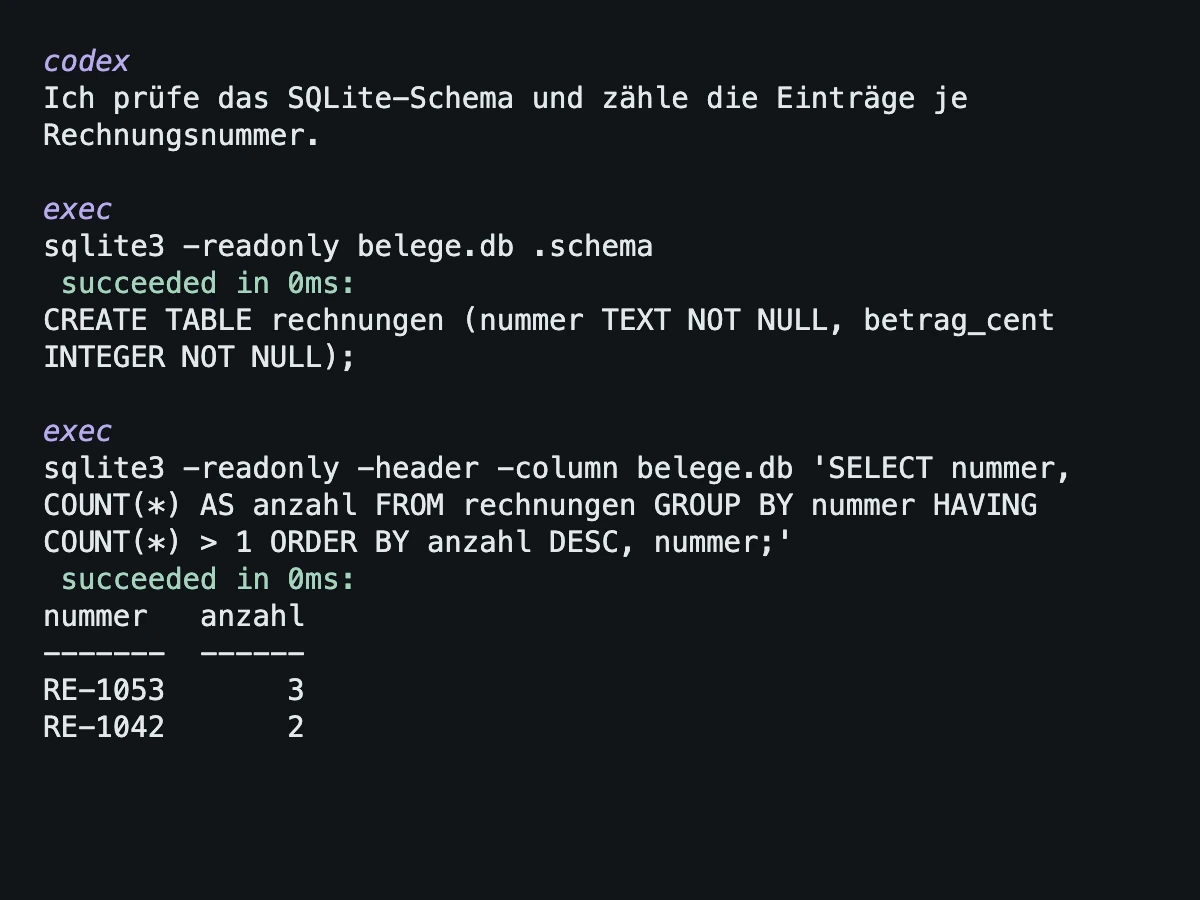 codex
Ich prüfe das SQLite-Schema und zähle die Einträge je
Rechnungsnummer.
exec
sqlite3 -readonly belege.db .schema
 succeeded in 0ms:
CREATE TABLE rechnungen (nummer TEXT NOT NULL, betrag_cent
INTEGER NOT NULL);
exec
sqlite3 -readonly -header -column belege.db 'SELECT nummer,
COUNT(*) AS anzahl FROM rechnungen GROUP BY nummer HAVING
COUNT(*) > 1 ORDER BY anzahl DESC, nummer;'
 succeeded in 0ms:
nummer   anzahl
-------  ------
RE-1053       3
RE-1042       2